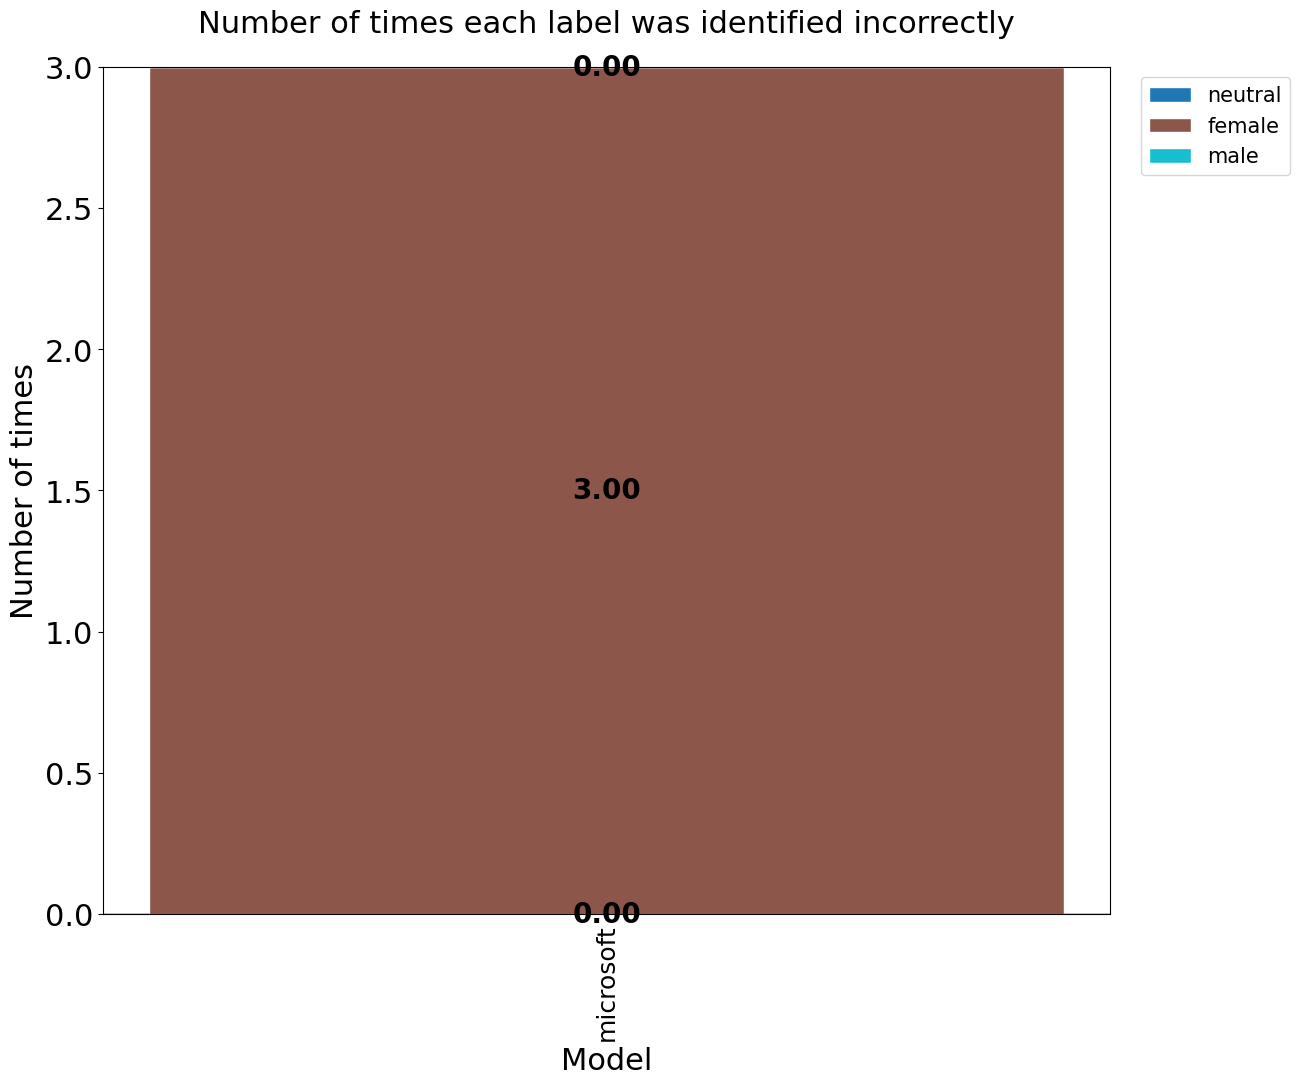 Number of times each label was identified incorrectly
0.00
3.0
2.5
2.0
1.5
1.0
0.5
0.0
Number of times
3.00
0.00
microsoft
Model
neutral
female
male